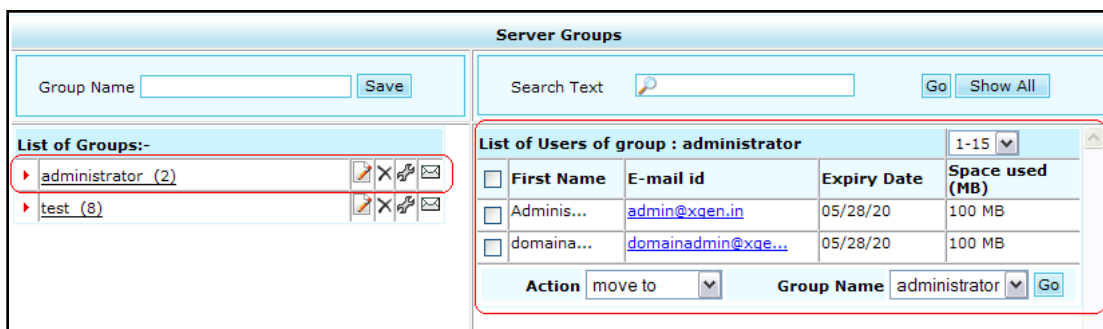 Server Groups
Group Name Save
Search Text Go Show All
List of Groups:-
administrator (2)
test (8)
List of Users of group : administrator 1-15
First Name E-mail id Expiry Date Space used (MB)
Adminis... admin@xgen.in 05/28/20 100 MB
domaina... domainadmin@xge... 05/28/20 100 MB
Action move to Group Name administrator Go